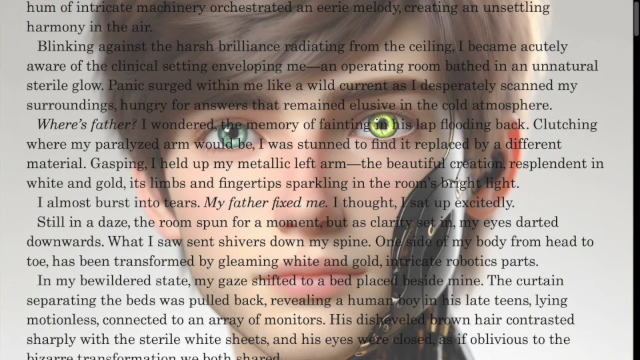 hum of intricate machinery orchestrated an eerie melody, creating an unsettling
harmony in the air.
Blinking against the harsh brilliance radiating from the ceiling, I became acutely
aware of the clinical setting enveloping me—an operating room bathed in an unnatural
sterile glow. Panic surged within me like a wild current as I desperately scanned my
surroundings, hungry for answers that remained elusive in the cold atmosphere.
Where's father? I wondered, the memory of fainting in his lap flooding back. Clutching
where my paralyzed arm would be, I was stunned to find it replaced by a different
material. Gasping, I held up my metallic left arm—the beautiful creation, resplendent in
white and gold, its limbs and fingertips sparkling in the room's bright light.
I almost burst into tears. My father fixed me. I thought, I sat up excitedly.
Still in a daze, the room spun for a moment, but as clarity set in, my eyes darted
downwards. What I saw sent shivers down my spine. One side of my body from head to
toe, has been transformed by gleaming white and gold, intricate robotics parts.
In my bewildered state, my gaze shifted to a bed placed beside mine. The curtain
separating the beds was pulled back, revealing a human boy in his late teens, lying
motionless, connected to an array of monitors. His disheveled brown hair contrasted
sharply with the sterile white sheets, and his eyes were closed, as if oblivious to the
bizarre transformation we both shared.